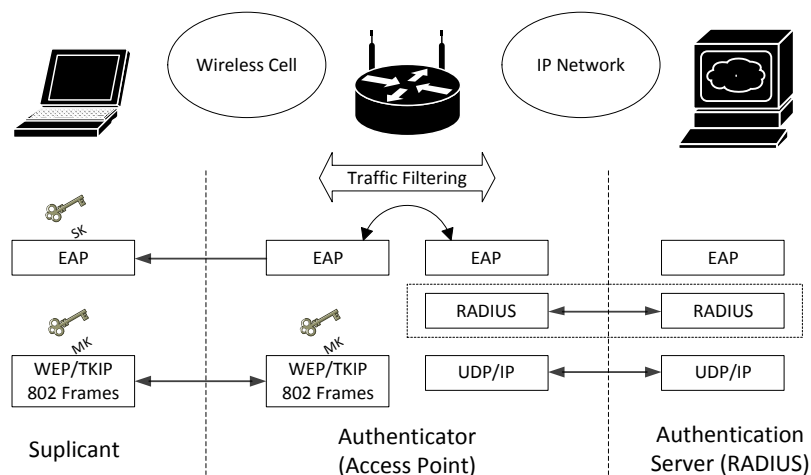 Wireless Cell
IP Network
Traffic Filtering
SK
EAP
EAP
EAP
EAP
RADIUS
RADIUS
MK
MK
WEP/TKIP
802 Frames
WEP/TKIP
802 Frames
UDP/IP
UDP/IP
Suplicant
Authenticator
(Access Point)
Authentication
Server (RADIUS)